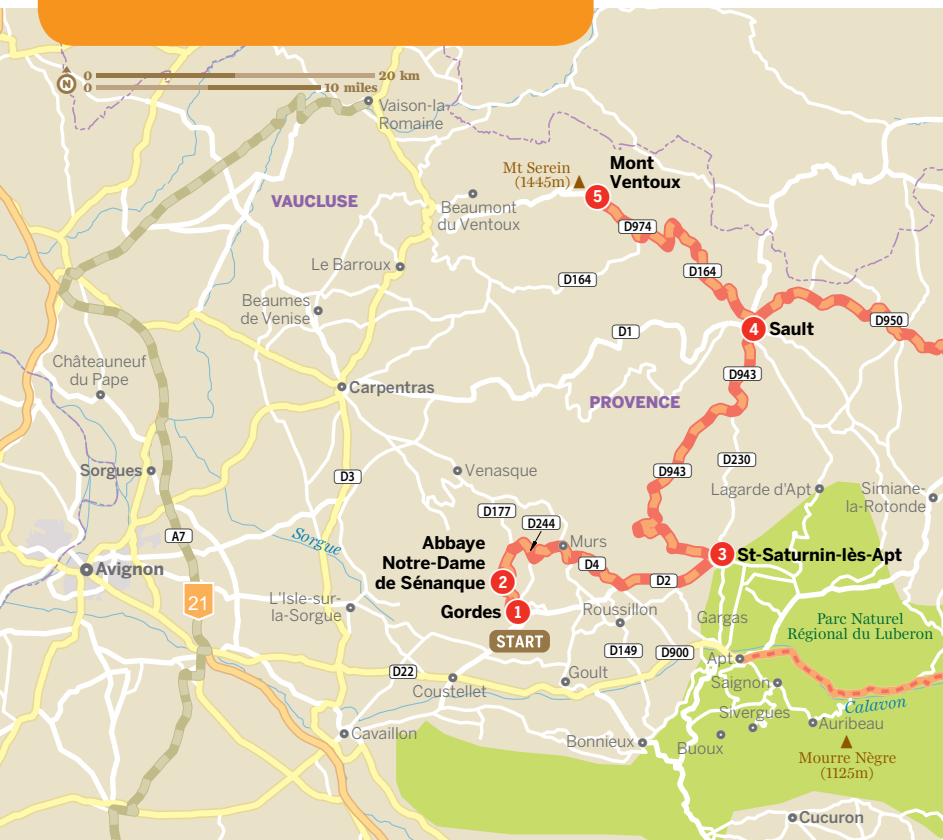 0 20 km
N
0 10 miles
Vaison-la-
Romaine
Mt Serein
(1445m)
Mont
Ventoux
5
VAUCLUSE
Beaumont
du Ventoux
D974
Le Barroux
D164
D164
Beaumes
de Venise
D950
4 Sault
D1
Châteauneuf
du Pape
D943
Carpentras
PROVENCE
D230
Sorgues
Venasque
D943
D3
Lagarde d'Apt
Simiane-
la-Rotonde
D177
D244
A7
Sorgue
Abbaye
Notre-Dame
de Sénanque
2
Murs
D4
3 St-Saturnin-lès-Apt
Avignon
D2
21
L'Isle-sur-
la-Sorgue
Gordes 1
START
Roussillon
Gargas
Parc Naturel
Régional du Luberon
D149
D900
Apt
D22
Goult
Saignon
Coustellet
Calavon
Sivergues
Auribeau
Cavaillon
Bonnieux
Buoux
Mourre Nègre
(1125m)
Cucuron